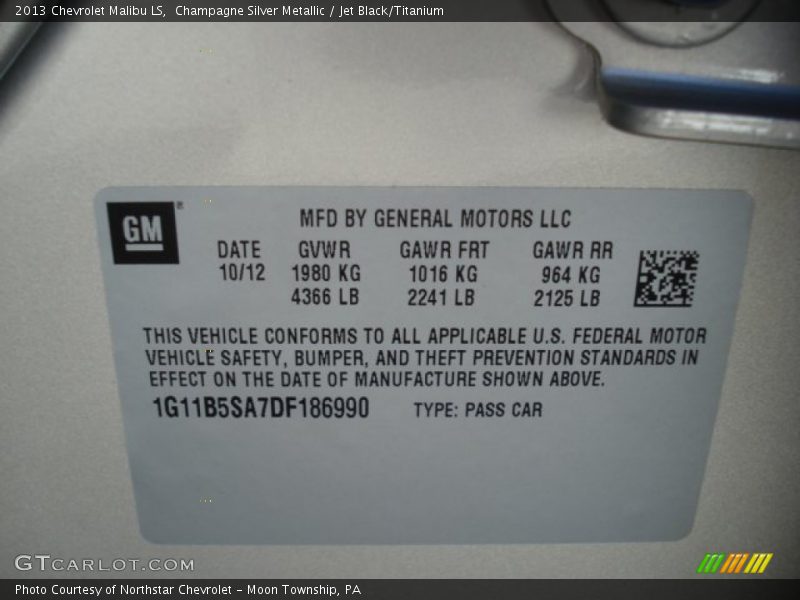 2013 Chevrolet Malibu LS,  Champagne Silver Metallic / Jet Black/Titanium
GM ®
MFD BY GENERAL MOTORS LLC
DATE GVWR GAWR FRT GAWR RR
10/12 1980 KG 1016 KG 964 KG
4366 LB 2241 LB 2125 LB
THIS VEHICLE CONFORMS TO ALL APPLICABLE U.S. FEDERAL MOTOR
VEHICLE SAFETY, BUMPER, AND THEFT PREVENTION STANDARDS IN
EFFECT ON THE DATE OF MANUFACTURE SHOWN ABOVE.
1G11B5SA7DF186990 TYPE: PASS CAR
GTCARLOT.COM
Photo Courtesy of Northstar Chevrolet - Moon Township, PA